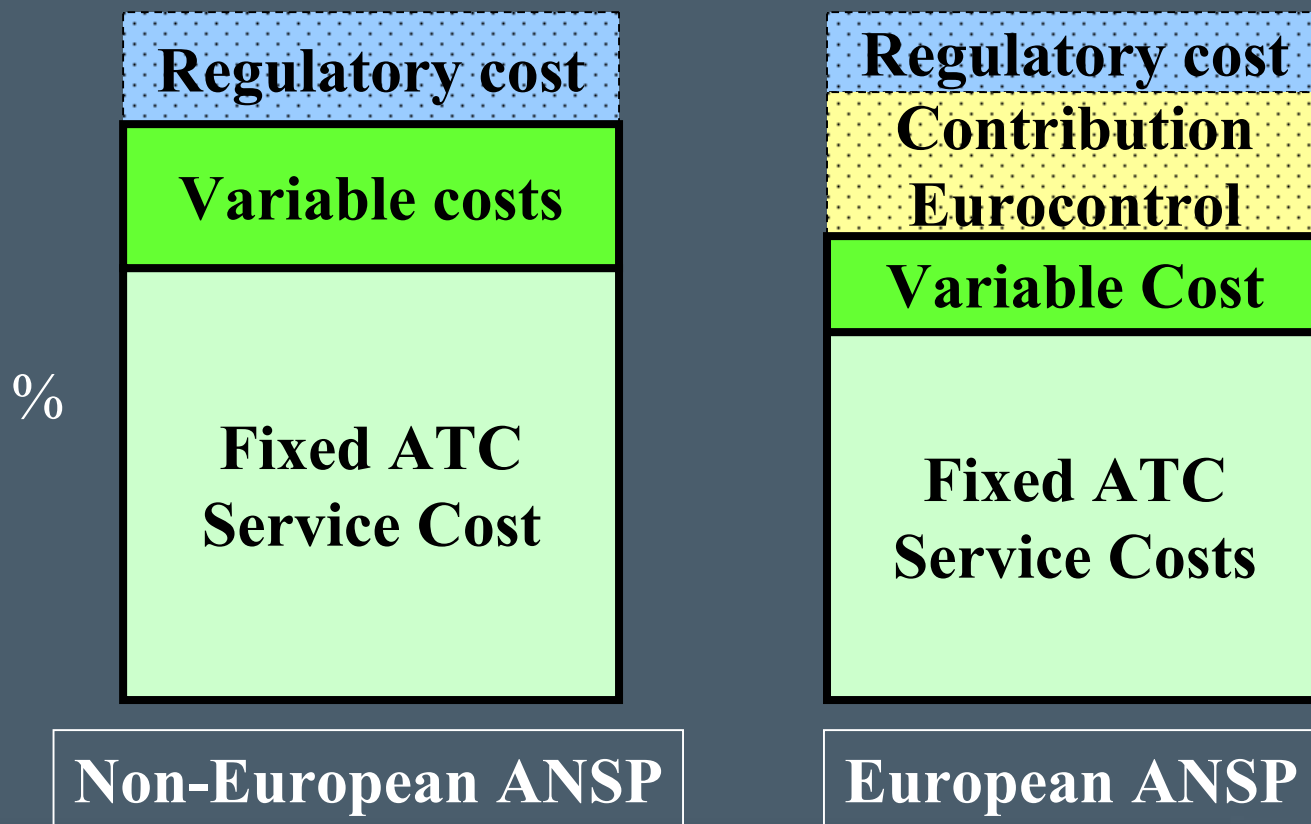 Regulatory cost
Variable costs
%
Fixed ATC
Service Cost
Non-European ANSP
Regulatory cost
Contribution
Eurocontrol
Variable Cost
Fixed ATC
Service Costs
European ANSP